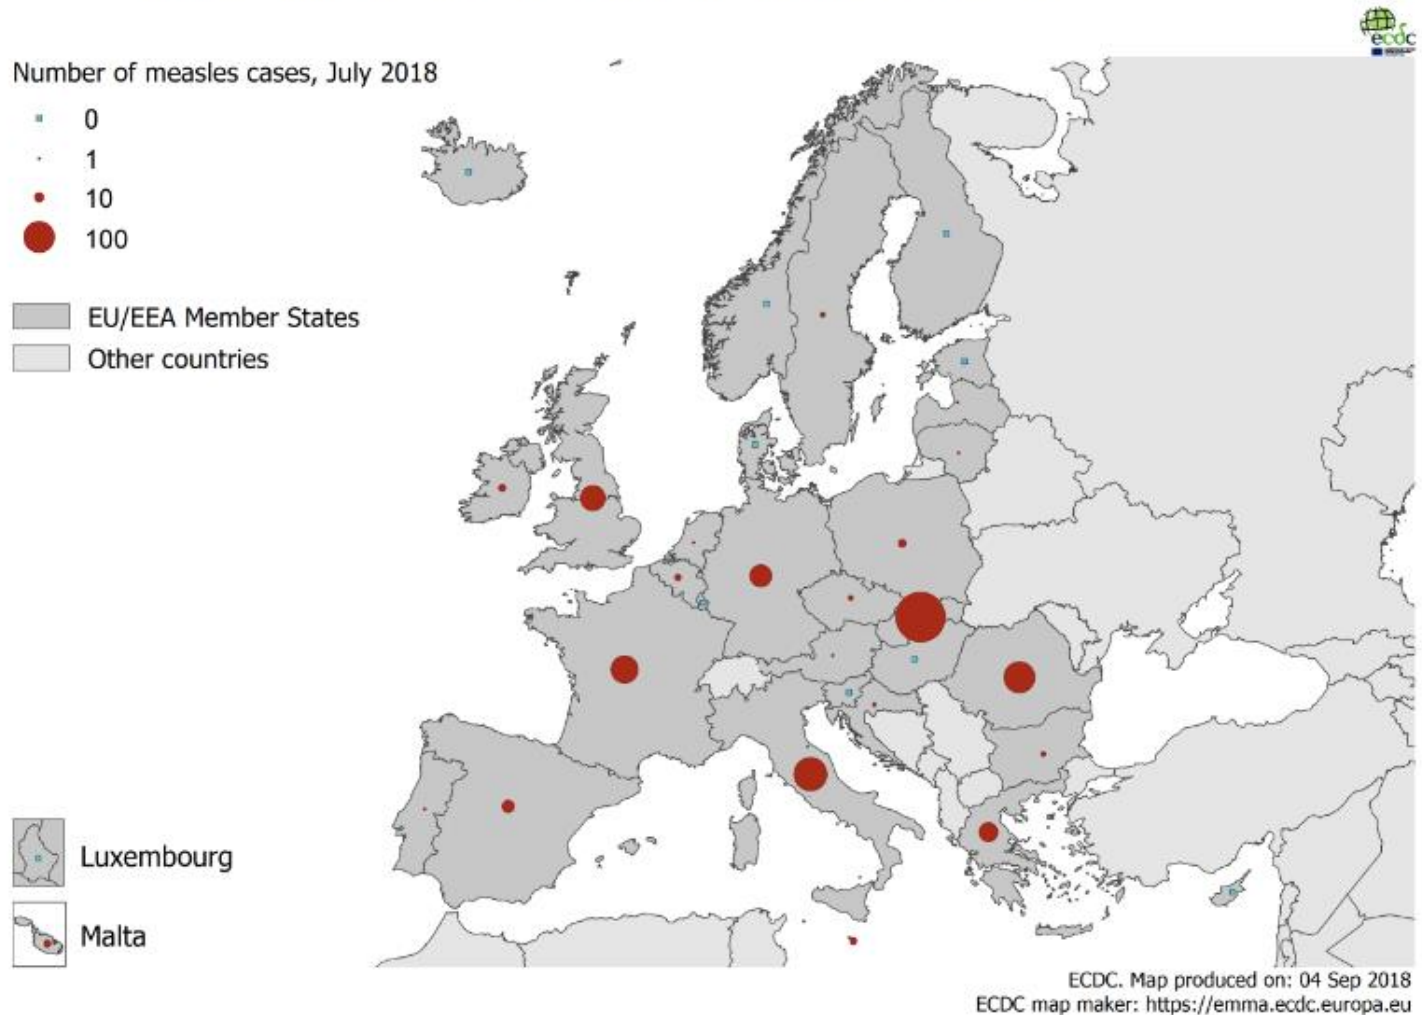 ecdc
Number of measles cases, July 2018
0
1
10
100
EU/EEA Member States
Other countries
Luxembourg
Malta
ECDC. Map produced on: 04 Sep 2018
ECDC map maker: https://emma.ecdc.europa.eu